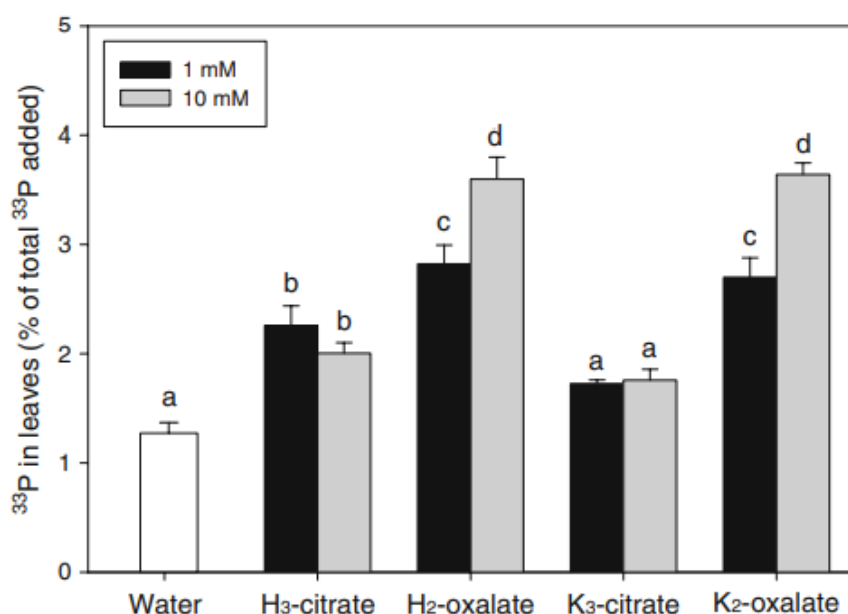 5
1 mM
10 mM
³³P in leaves (% of total ³³P added)
4
3
2
1
0
a
b
b
c
d
a
a
c
d
Water
H₃-citrate
H₂-oxalate
K₃-citrate
K₂-oxalate